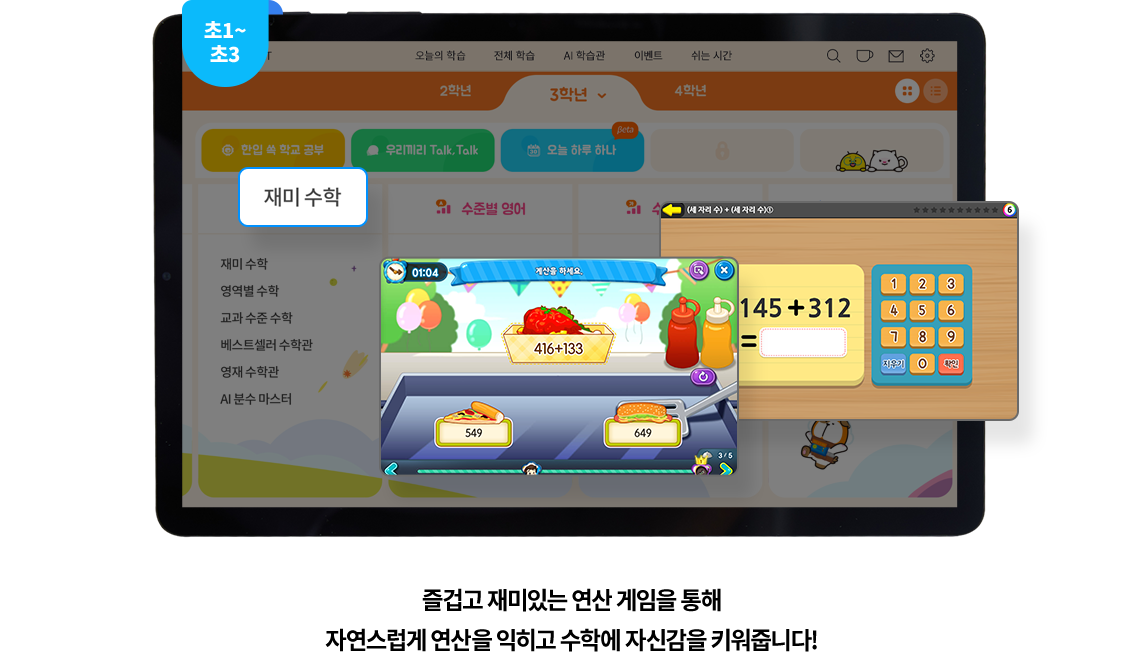 초1~
초3
T
오늘의 학습 전체 학습 AI 학습관 이벤트 쉬는 시간
2학년 3학년 4학년
한입 쏙 학교 공부 우리끼리 Talk, Talk 오늘 하루 하나 βeta
재미 수학
수준별 영어
수
재미 수학
영역별 수학
교과 수준 수학
베스트셀러 수학관
영재 수학관
AI 분수 마스터
(세 자리 수) + (세 자리 수)① 6
145+312
=
1 2 3
4 5 6
7 8 9
지우기 0 확인
01:04 계산을 하세요.
416+133
549 649
3 / 5
즐겁고 재미있는 연산 게임을 통해
자연스럽게 연산을 익히고 수학에 자신감을 키워줍니다!